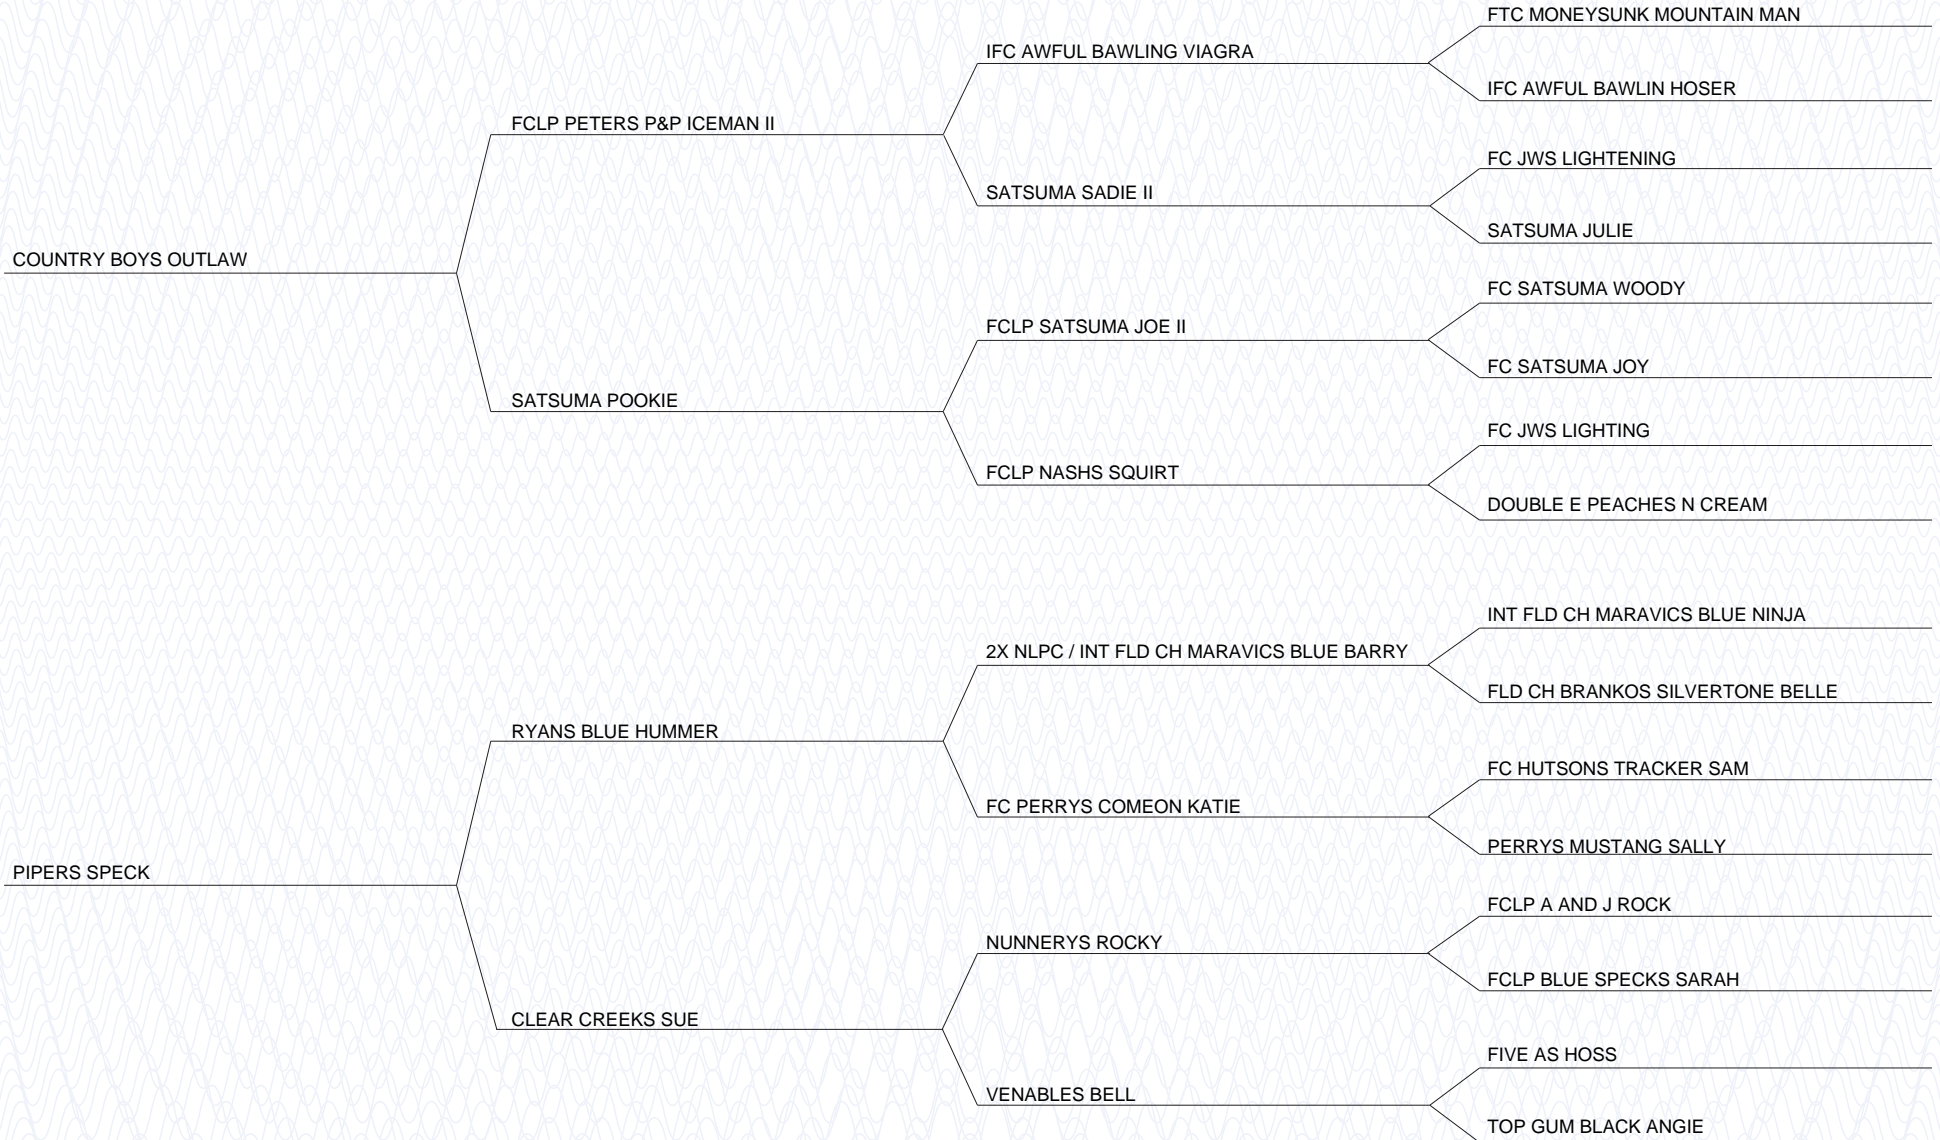 FTC MONEYSUNK MOUNTAIN MAN
IFC AWFUL BAWLING VIAGRA
IFC AWFUL BAWLIN HOSER
FCLP PETERS P&P ICEMAN II
FC JWS LIGHTENING
SATSUMA SADIE II
SATSUMA JULIE
COUNTRY BOYS OUTLAW
FC SATSUMA WOODY
FCLP SATSUMA JOE II
FC SATSUMA JOY
SATSUMA POOKIE
FC JWS LIGHTING
FCLP NASHS SQUIRT
DOUBLE E PEACHES N CREAM
INT FLD CH MARAVICS BLUE NINJA
2X NLPC / INT FLD CH MARAVICS BLUE BARRY
FLD CH BRANKOS SILVERTONE BELLE
RYANS BLUE HUMMER
FC HUTSONS TRACKER SAM
FC PERRYS COMEON KATIE
PERRYS MUSTANG SALLY
PIPERS SPECK
FCLP A AND J ROCK
NUNNERYS ROCKY
FCLP BLUE SPECKS SARAH
CLEAR CREEKS SUE
FIVE AS HOSS
VENABLES BELL
TOP GUM BLACK ANGIE